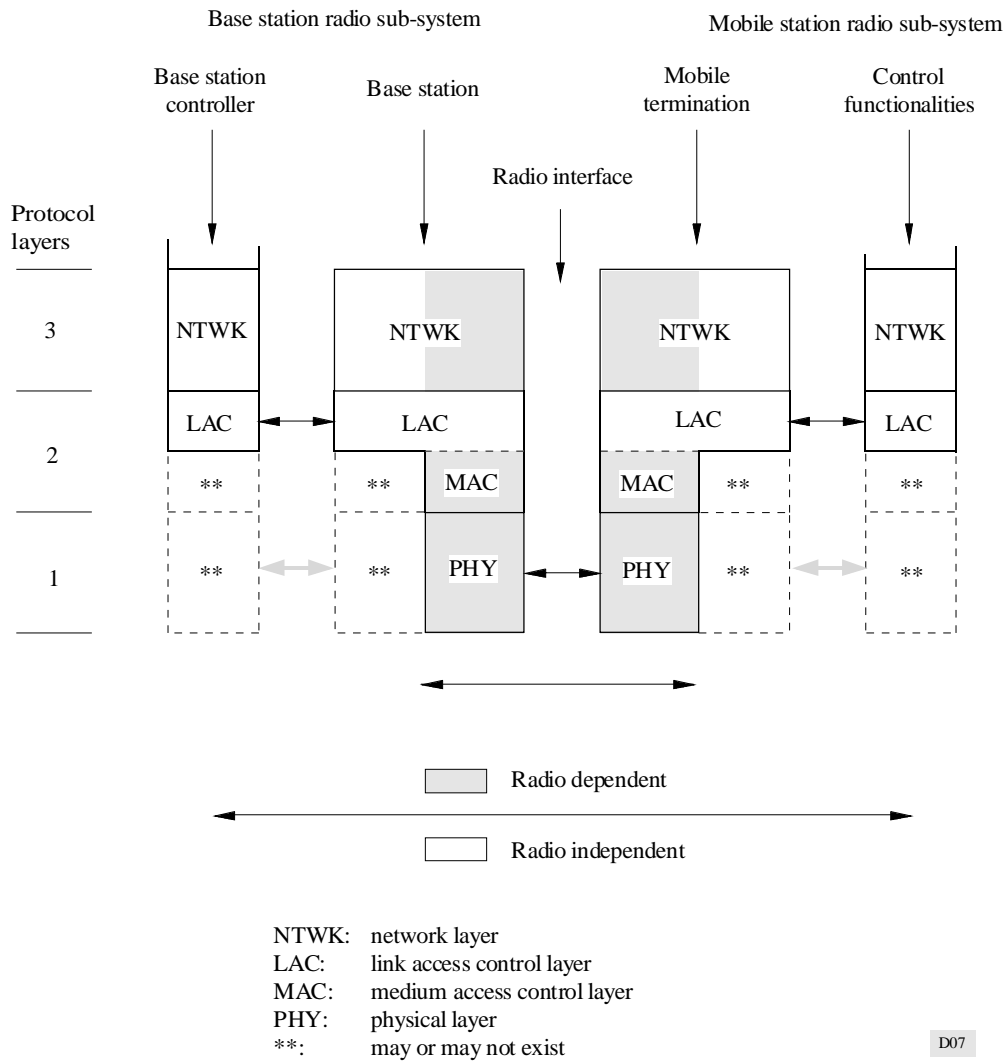 Base station radio sub-system
Mobile station radio sub-system
Base station
controller
Base station
Mobile
termination
Control
functionalities
Radio interface
Protocol
layers
3
NTWK
NTWK
NTWK
NTWK
LAC
LAC
LAC
LAC
2
**
**
MAC
MAC
**
**
1
**
**
PHY
PHY
**
**
Radio dependent
Radio independent
NTWK: network layer
LAC: link access control layer
MAC: medium access control layer
PHY: physical layer
**: may or may not exist
D07